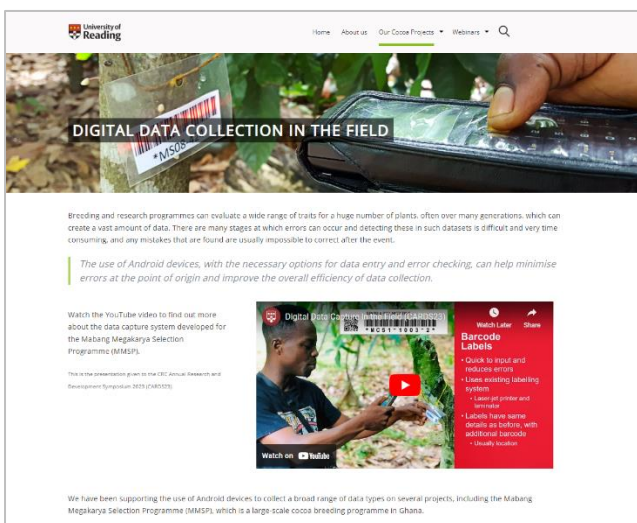 University of
Reading
Home About us Our Cocoa Projects Webinars
DIGITAL DATA COLLECTION IN THE FIELD
*MS08-
Breeding and research programmes can evaluate a wide range of traits for a huge number of plants, often over many generations, which can
create a vast amount of data. There are many stages at which errors can occur and detecting these in such datasets is difficult and very time
consuming, and any mistakes that are found are usually impossible to correct after the event.
The use of Android devices, with the necessary options for data entry and error checking, can help minimise
errors at the point of origin and improve the overall efficiency of data collection.
Watch the YouTube video to find out more
about the data capture system developed for
the Mabang Megakarya Selection
Programme (MMSP).
This is the presentation given to the CRC Annual Research and
Development Symposium 2023 (CARDS23).
Digital Data Capture in the Field (CARDS23)
Watch Later Share
Barcode
Labels
• Quick to input and
reduces errors
• Uses existing labelling
system
• Laser-jet printer and
laminator
• Labels have same
details as before, with
additional barcode
• Usually location
Watch on YouTube
We have been supporting the use of Android devices to collect a broad range of data types on several projects, including the Mabang
Megakarya Selection Programme (MMSP), which is a large-scale cocoa breeding programme in Ghana.